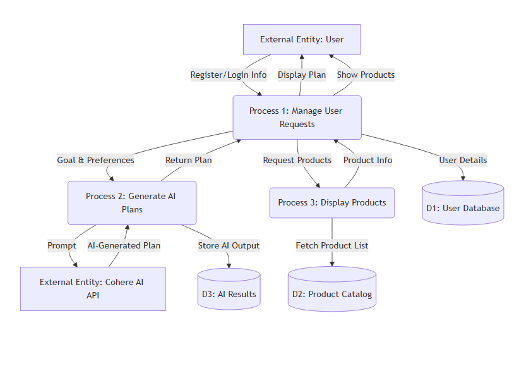 External Entity: User
Register/Login Info
Display Plan
Show Products
Process 1: Manage User
Requests
Goal & Preferences
Return Plan
Request Products
Product Info
User Details
Process 2: Generate AI
Plans
Process 3: Display Products
D1: User Database
Prompt
AI-Generated Plan
Store AI Output
Fetch Product List
External Entity: Cohere AI
API
D3: AI Results
D2: Product Catalog